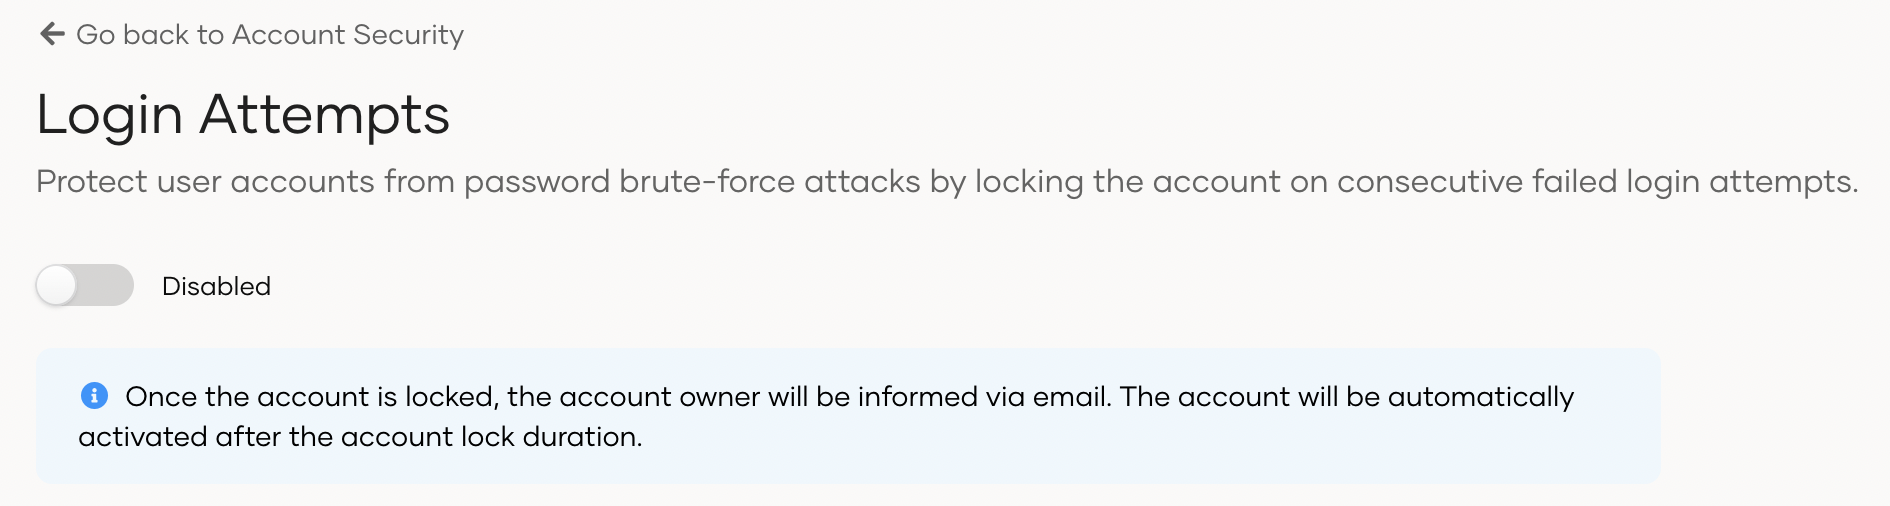 Go back to Account Security
Login Attempts
Protect user accounts from password brute-force attacks by locking the account on consecutive failed login attempts.
Disabled
Once the account is locked, the account owner will be informed via email. The account will be automatically
activated after the account lock duration.